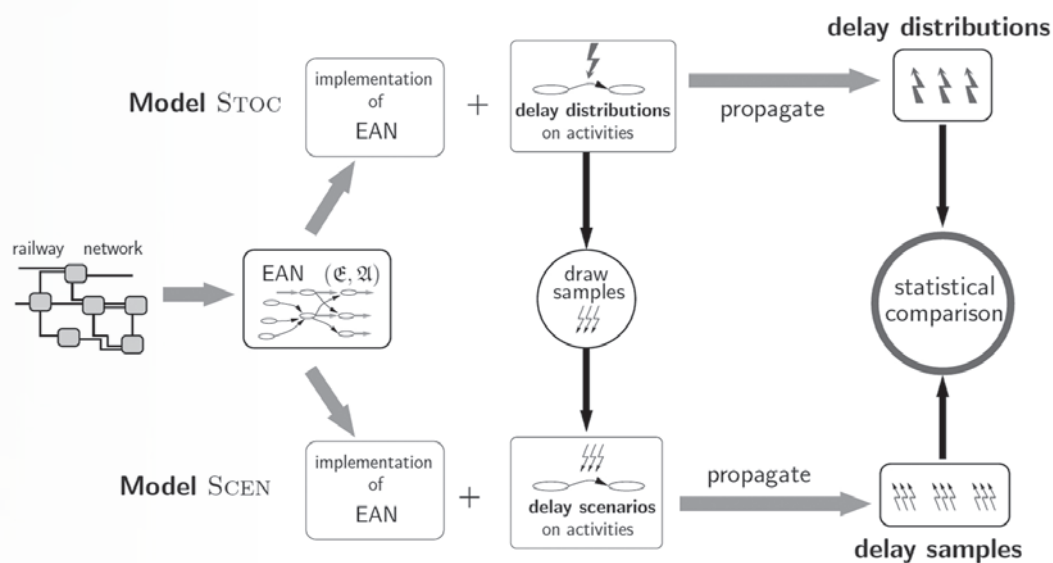 delay distributions
implementation
of
EAN
Model STOC
+
delay distributions
on activities
propagate
railway network
EAN (𝔈, 𝔄)
draw
samples
statistical
comparison
implementation
of
EAN
Model SCEN
+
delay scenarios
on activities
propagate
delay samples